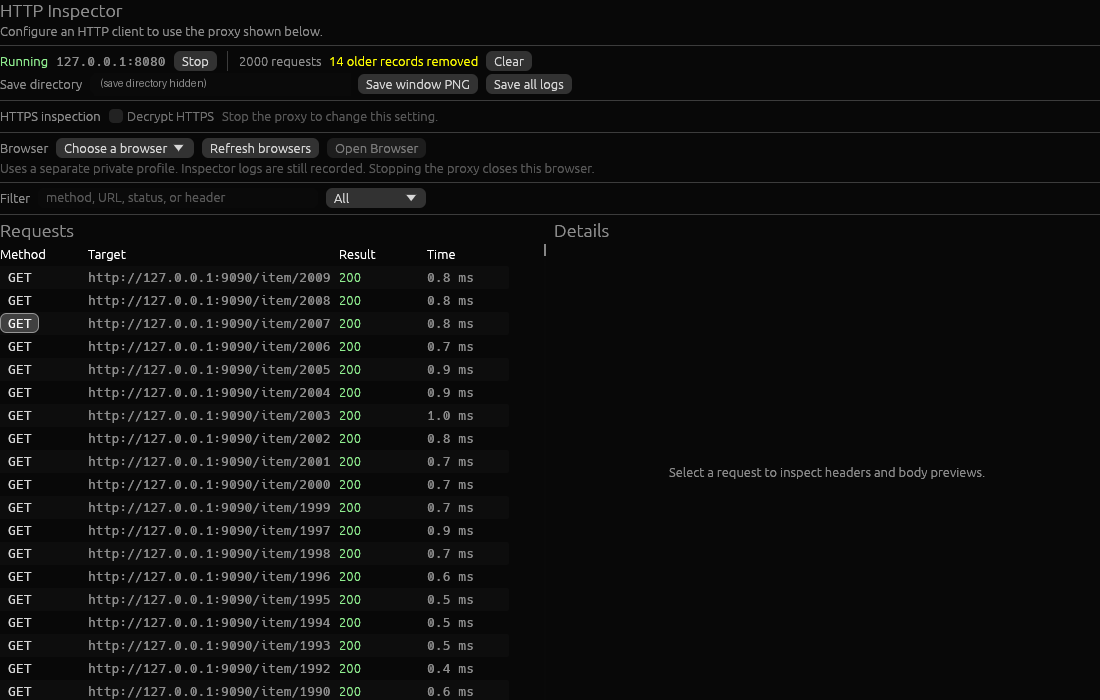 HTTP Inspector
Configure an HTTP client to use the proxy shown below.
Running 127.0.0.1:8080 Stop 2000 requests 14 older records removed Clear
Save directory (save directory hidden) Save window PNG Save all logs
HTTPS inspection Decrypt HTTPS Stop the proxy to change this setting.
Browser Choose a browser Refresh browsers Open Browser
Uses a separate private profile. Inspector logs are still recorded. Stopping the proxy closes this browser.
Filter method, URL, status, or header All
Requests
Method Target Result Time
GET http://127.0.0.1:9090/item/2009 200 0.8 ms
GET http://127.0.0.1:9090/item/2008 200 0.8 ms
GET http://127.0.0.1:9090/item/2007 200 0.8 ms
GET http://127.0.0.1:9090/item/2006 200 0.7 ms
GET http://127.0.0.1:9090/item/2005 200 0.9 ms
GET http://127.0.0.1:9090/item/2004 200 0.9 ms
GET http://127.0.0.1:9090/item/2003 200 1.0 ms
GET http://127.0.0.1:9090/item/2002 200 0.8 ms
GET http://127.0.0.1:9090/item/2001 200 0.7 ms
GET http://127.0.0.1:9090/item/2000 200 0.7 ms
GET http://127.0.0.1:9090/item/1999 200 0.7 ms
GET http://127.0.0.1:9090/item/1997 200 0.9 ms
GET http://127.0.0.1:9090/item/1998 200 0.7 ms
GET http://127.0.0.1:9090/item/1996 200 0.6 ms
GET http://127.0.0.1:9090/item/1995 200 0.5 ms
GET http://127.0.0.1:9090/item/1994 200 0.5 ms
GET http://127.0.0.1:9090/item/1993 200 0.5 ms
GET http://127.0.0.1:9090/item/1992 200 0.4 ms
GET http://127.0.0.1:9090/item/1990 200 0.6 ms
Details
Select a request to inspect headers and body previews.